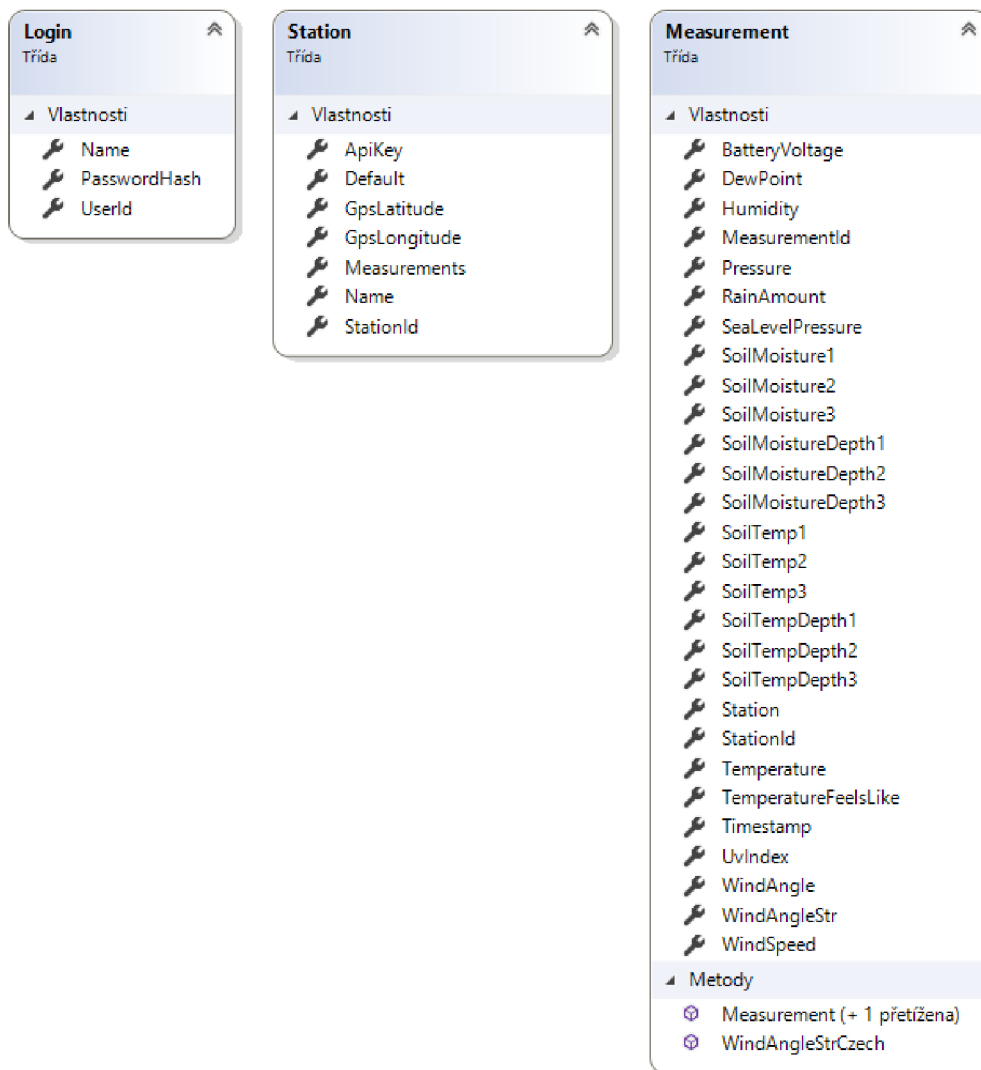 Login
Třída
Vlastnosti
Name
PasswordHash
UserId
Station
Třída
Vlastnosti
ApiKey
Default
GpsLatitude
GpsLongitude
Measurements
Name
StationId
Measurement
Třída
Vlastnosti
BatteryVoltage
DewPoint
Humidity
MeasurementId
Pressure
RainAmount
SeaLevelPressure
SoilMoisture1
SoilMoisture2
SoilMoisture3
SoilMoistureDepth1
SoilMoistureDepth2
SoilMoistureDepth3
SoilTemp1
SoilTemp2
SoilTemp3
SoilTempDepth1
SoilTempDepth2
SoilTempDepth3
Station
StationId
Temperature
TemperatureFeelsLike
Timestamp
UvIndex
WindAngle
WindAngleStr
WindSpeed
Metody
Measurement (+ 1 přetížena)
WindAngleStrCzech